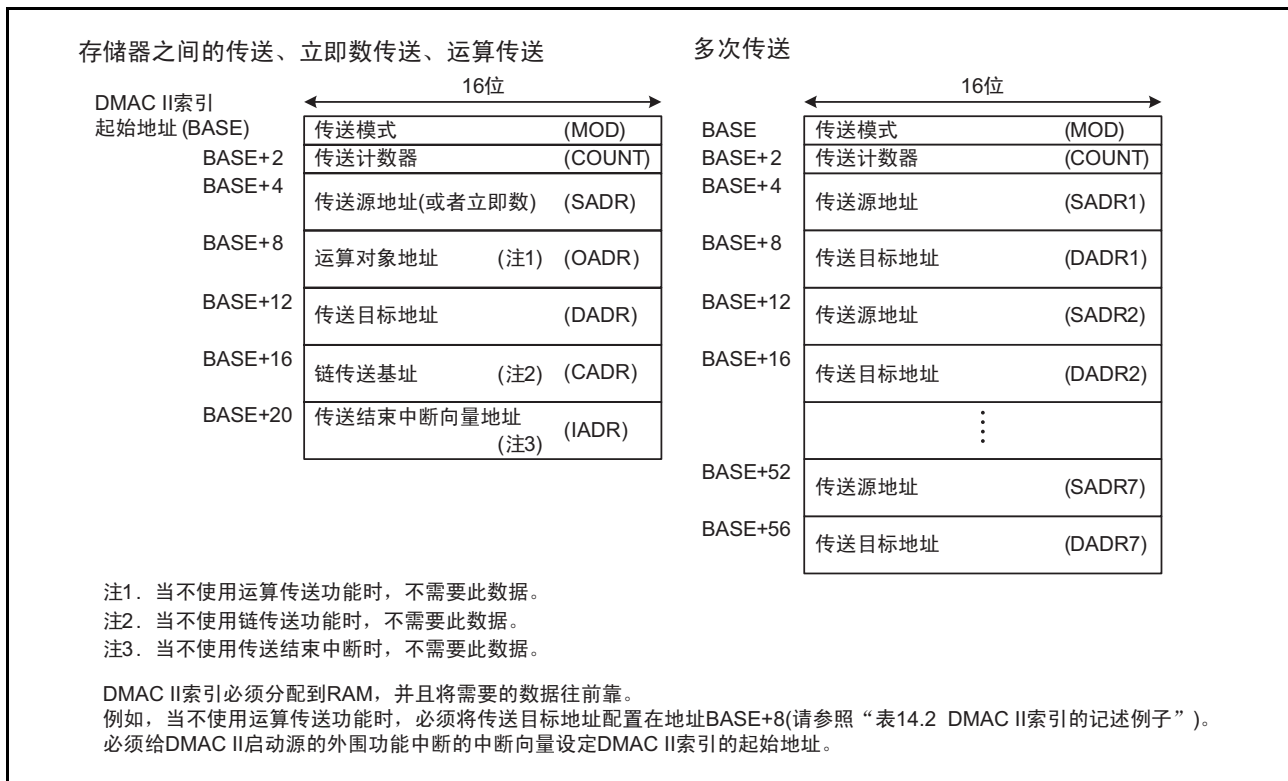 存储器之间的传送、立即数传送、运算传送
16位
DMAC II索引
起始地址 (BASE) 传送模式 (MOD)
BASE+2 传送计数器 (COUNT)
BASE+4 传送源地址(或者立即数) (SADR)
BASE+8 运算对象地址 (注1) (OADR)
BASE+12 传送目标地址 (DADR)
BASE+16 链传送基址 (注2) (CADR)
BASE+20 传送结束中断向量地址
(注3) (IADR)
多次传送
16位
BASE 传送模式 (MOD)
BASE+2 传送计数器 (COUNT)
BASE+4 传送源地址 (SADR1)
BASE+8 传送目标地址 (DADR1)
BASE+12 传送源地址 (SADR2)
BASE+16 传送目标地址 (DADR2)
⋮
BASE+52 传送源地址 (SADR7)
BASE+56 传送目标地址 (DADR7)
注1. 当不使用运算传送功能时，不需要此数据。
注2. 当不使用链传送功能时，不需要此数据。
注3. 当不使用传送结束中断时，不需要此数据。
DMAC II索引必须分配到RAM，并且将需要的数据往前靠。
例如，当不使用运算传送功能时，必须将传送目标地址配置在地址BASE+8(请参照“表14.2 DMAC II索引的记述例子”)。
必须给DMAC II启动源的外围功能中断的中断向量设定DMAC II索引的起始地址。